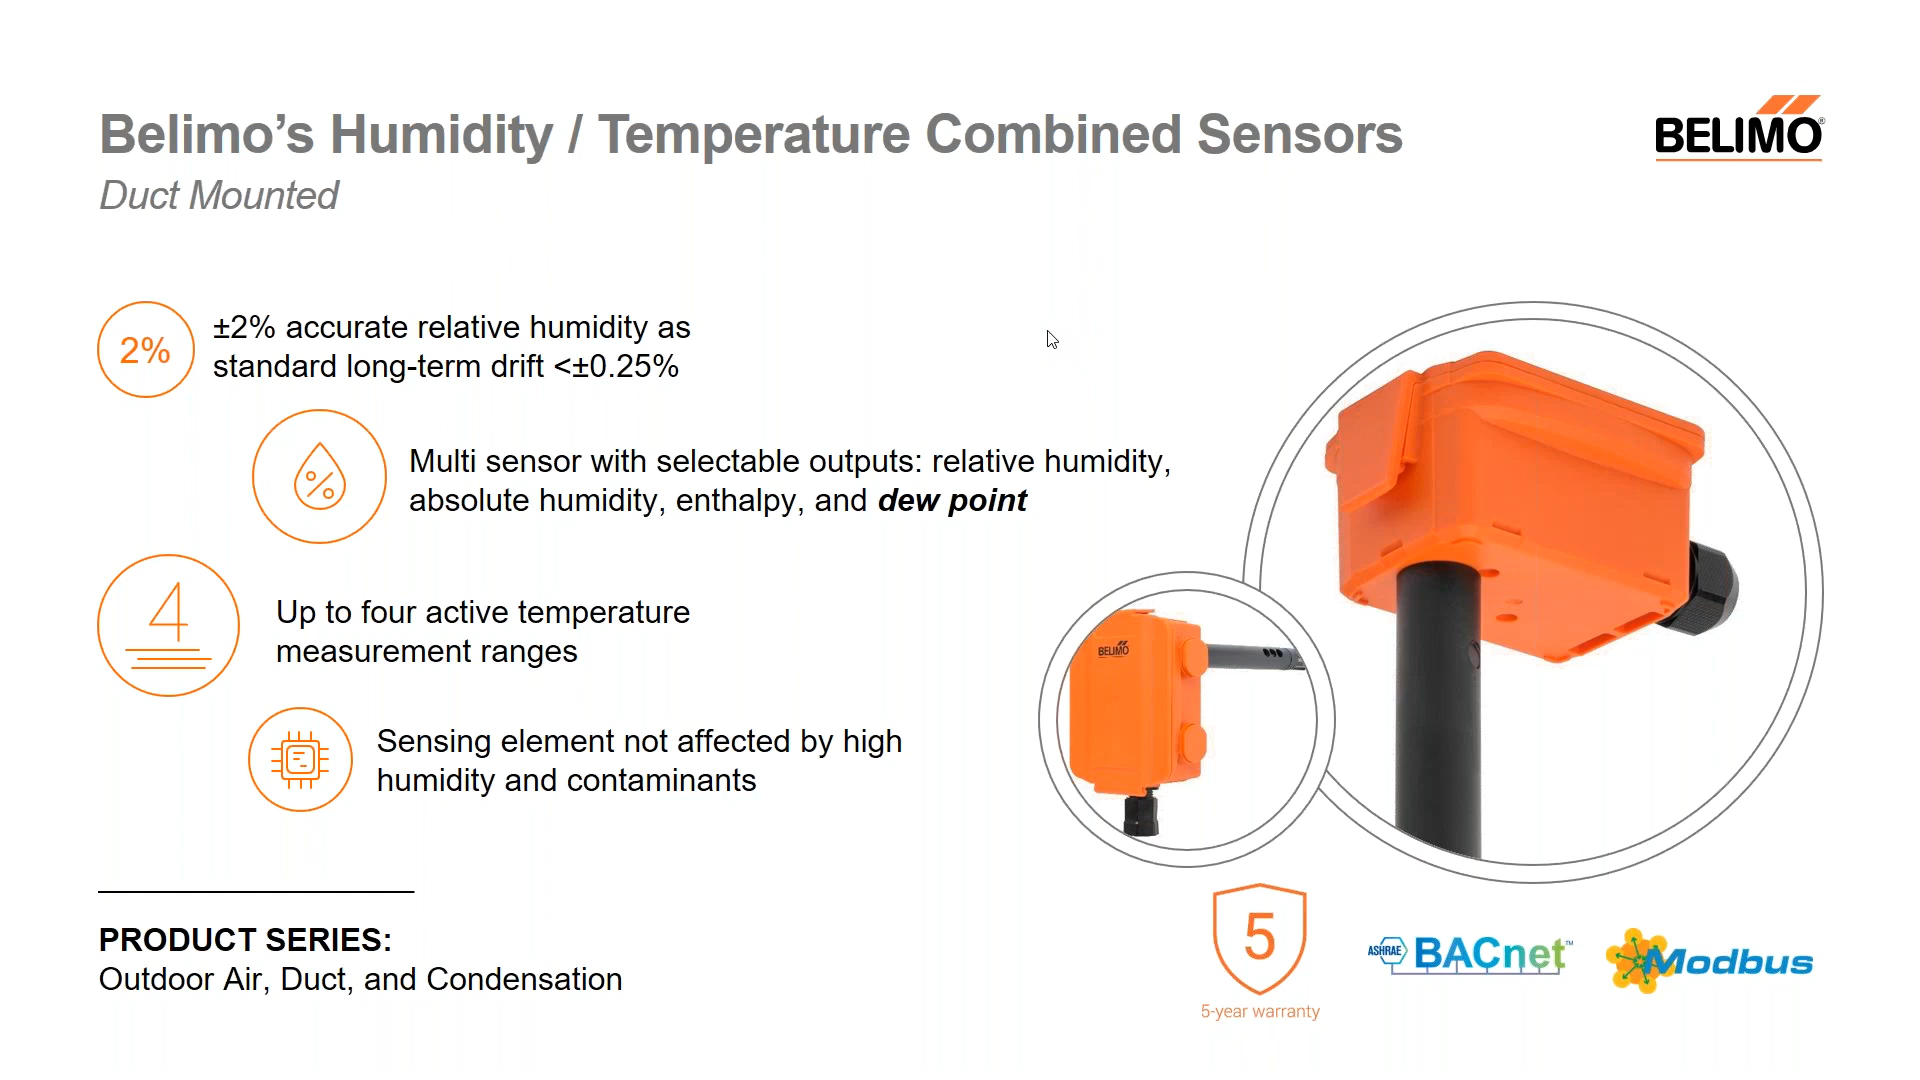 Belimo’s Humidity / Temperature Combined Sensors
Duct Mounted
BELIMO®
2%
±2% accurate relative humidity as
standard long-term drift <±0.25%
Multi sensor with selectable outputs: relative humidity,
absolute humidity, enthalpy, and dew point
4
Up to four active temperature
measurement ranges
Sensing element not affected by high
humidity and contaminants
BELIMO
PRODUCT SERIES:
Outdoor Air, Duct, and Condensation
5
5-year warranty
ASHRAE BACnet™
Modbus